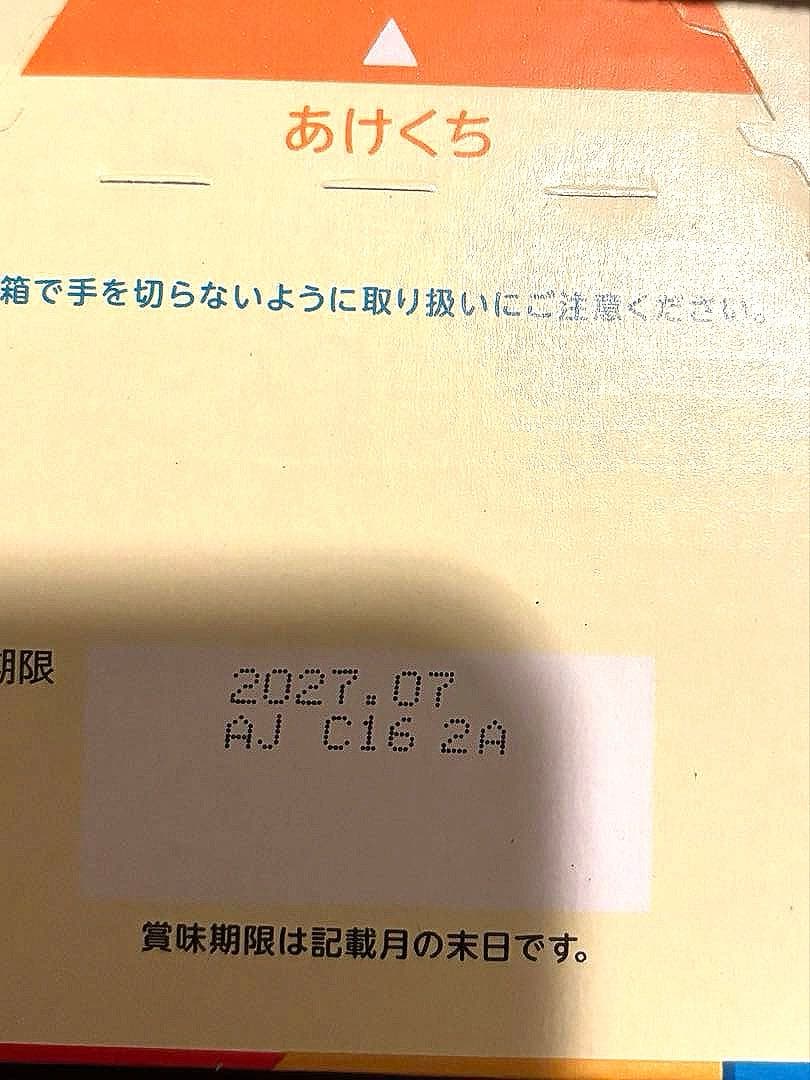 あけくち
箱で手を切らないように取り扱いにご注意ください。
期限
2027.07
AJ C16 2A
賞味期限は記載月の末日です。